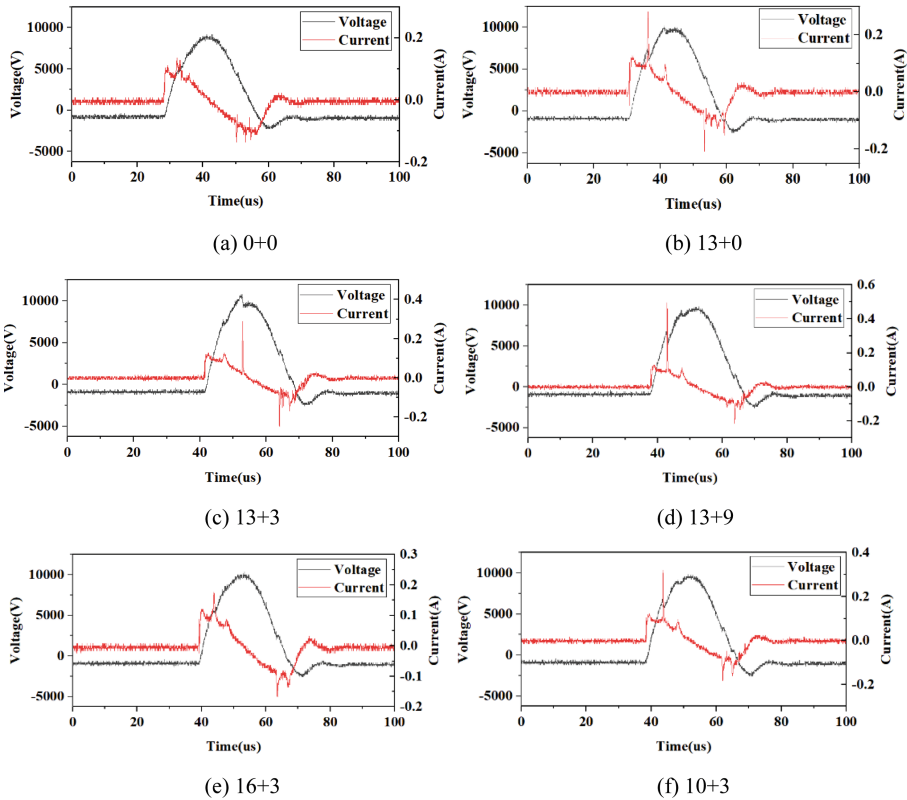 Voltage
Current
Voltage(V)
10000
5000
0
-5000
0.2
0.0
-0.2
Current(A)
0 20 40 60 80 100
Time(us)
(a) 0+0
Voltage
Current
Voltage(V)
10000
5000
0
-5000
0.2
0.0
-0.2
Current(A)
0 20 40 60 80 100
Time(us)
(b) 13+0
Voltage
Current
Voltage(V)
10000
5000
0
-5000
0.4
0.2
0.0
-0.2
Current(A)
0 20 40 60 80 100
Time(us)
(c) 13+3
Voltage
Current
Voltage(V)
10000
5000
0
-5000
0.6
0.4
0.2
0.0
-0.2
Current(A)
0 20 40 60 80 100
Time(us)
(d) 13+9
Voltage
Current
Voltage(V)
10000
5000
0
-5000
0.3
0.2
0.1
0.0
-0.1
-0.2
Current(A)
0 20 40 60 80 100
Time(us)
(e) 16+3
Voltage
Current
Voltage(V)
10000
5000
0
-5000
0.4
0.2
0.0
-0.2
Current(A)
0 20 40 60 80 100
Time(us)
(f) 10+3